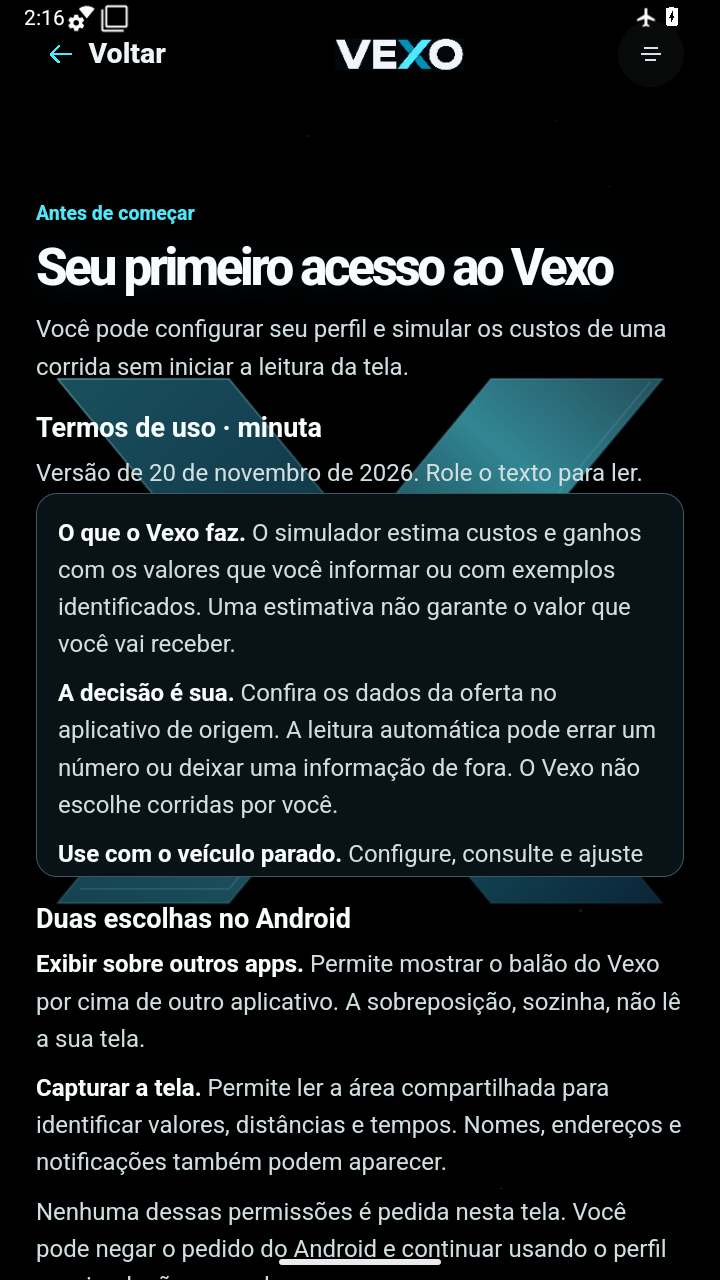 2:16
Voltar
VEXO
Antes de começar
Seu primeiro acesso ao Vexo
Você pode configurar seu perfil e simular os custos de uma
corrida sem iniciar a leitura da tela.
Termos de uso · minuta
Versão de 20 de novembro de 2026. Role o texto para ler.
O que o Vexo faz. O simulador estima custos e ganhos
com os valores que você informar ou com exemplos
identificados. Uma estimativa não garante o valor que
você vai receber.
A decisão é sua. Confira os dados da oferta no
aplicativo de origem. A leitura automática pode errar um
número ou deixar uma informação de fora. O Vexo não
escolhe corridas por você.
Use com o veículo parado. Configure, consulte e ajuste
Duas escolhas no Android
Exibir sobre outros apps. Permite mostrar o balão do Vexo
por cima de outro aplicativo. A sobreposição, sozinha, não lê
a sua tela.
Capturar a tela. Permite ler a área compartilhada para
identificar valores, distâncias e tempos. Nomes, endereços e
notificações também podem aparecer.
Nenhuma dessas permissões é pedida nesta tela. Você
pode negar o pedido do Android e continuar usando o perfil